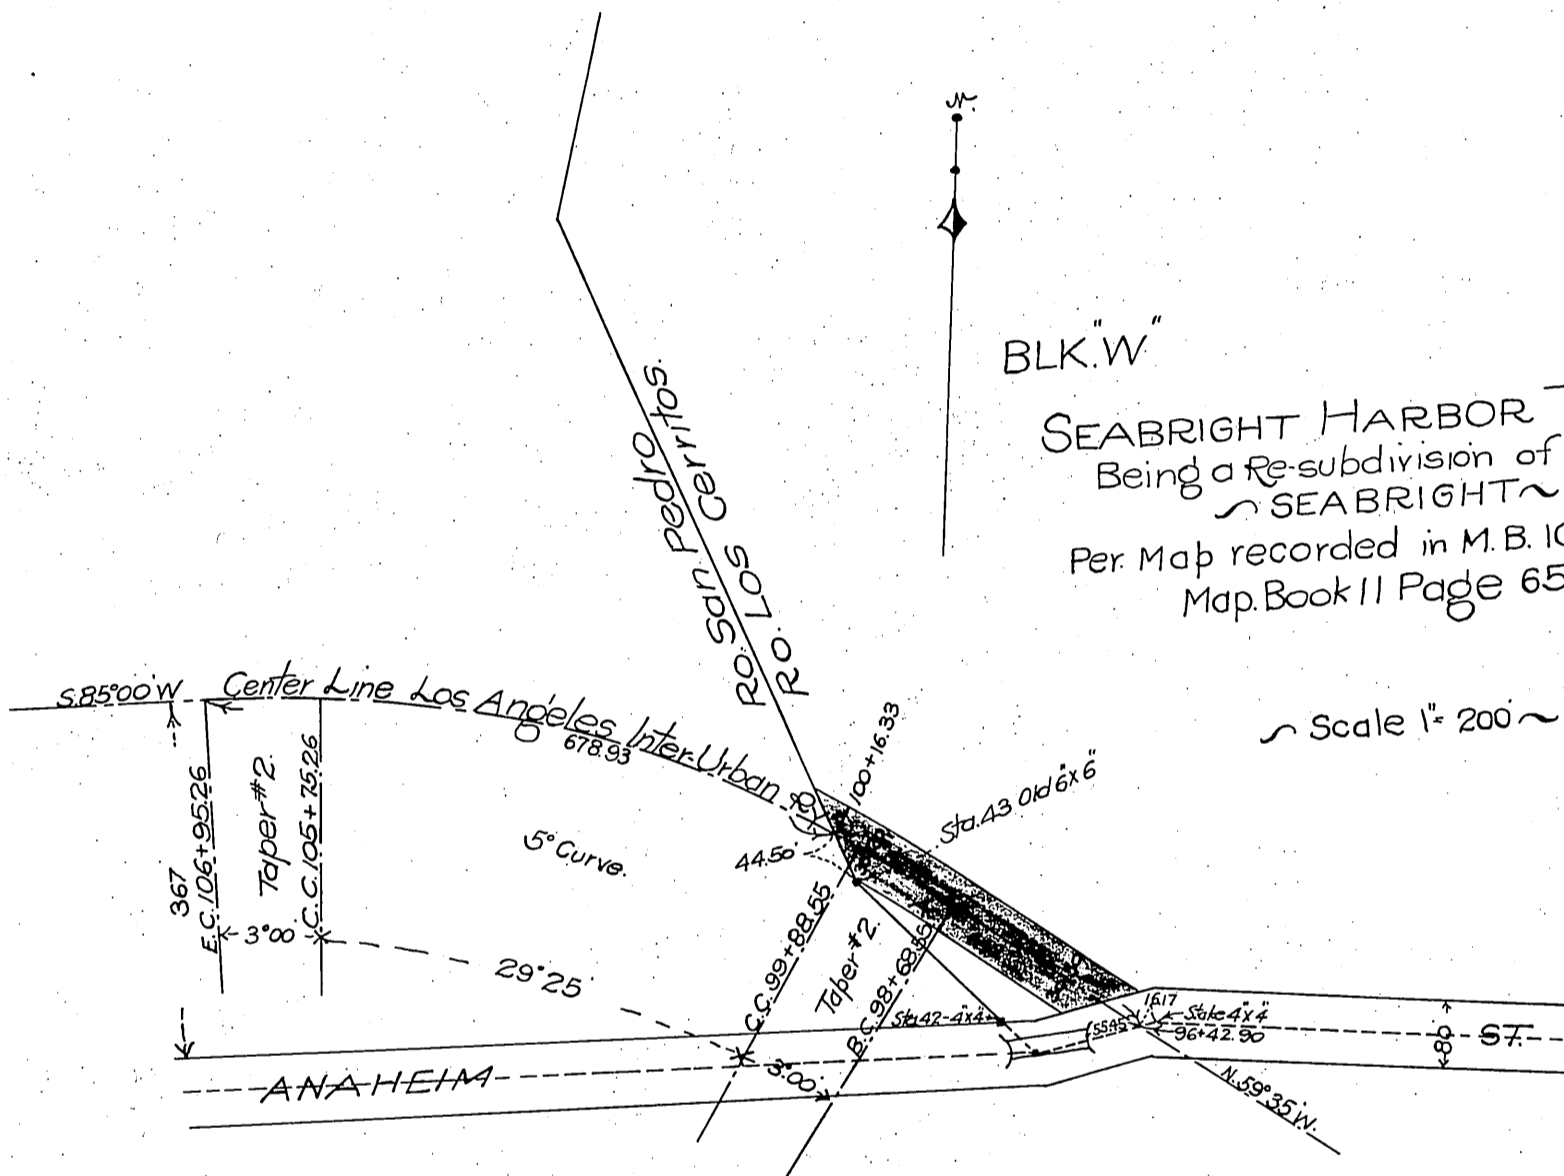 N.
BLK. "W"
SEABRIGHT HARBOR
Being a Re-subdivision of
SEABRIGHT
Per. Map recorded in M.B. 10
Map. Book 11 Page 65
Scale 1"= 200'
Ro. San Pedro.
RO. LOS Cerritos.
S.85°00'W
Center Line Los Angeles Inter-Urban Ry
678.93
100+16.33
Sta. 43 Old 6"x6"
44.50'
5° Curve.
367
E.C. 106+95.26
Taper #2.
C.C. 105+75.26
3°00'
29°25'
C.C. 99+88.55
Taper #2.
B.C. 98+68.55
3°00'
Sta 42-4"x4"
55.45
16.17
Stake 4"x4"
96+42.90
80
ST.
ANAHEIM
N.59°35'W.